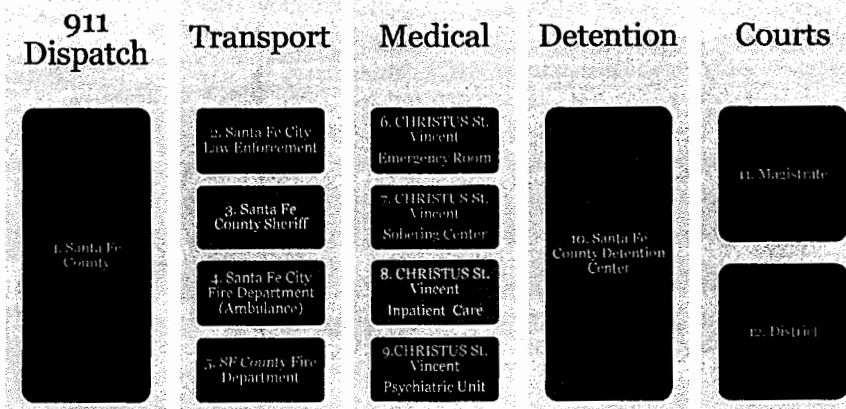 911
Dispatch
Transport
Medical
Detention
Courts
1. Santa Fe
County
2. Santa Fe City
Law Enforcement
3. Santa Fe
County Sheriff
4. Santa Fe City
Fire Department
(Ambulance)
5. SF County Fire
Department
6. CHRISTUS St.
Vincent
Emergency Room
7. CHRISTUS St.
Vincent
Sobering Center
8. CHRISTUS St.
Vincent
Inpatient Care
9.CHRISTUS St.
Vincent
Psychiatric Unit
10. Santa Fe
County Detention
Center
11. Magistrate
12. District